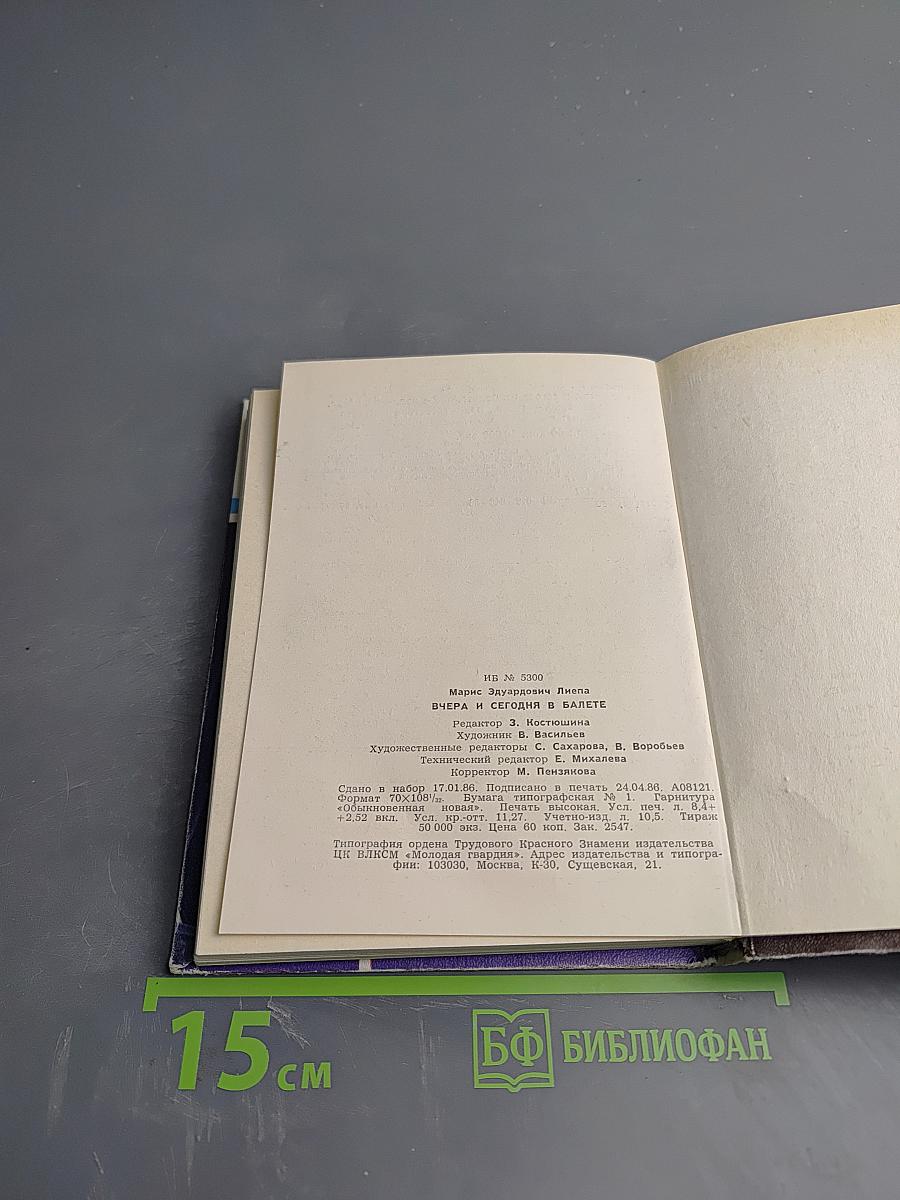 ИБ № 5300
Марис Эдуардович Лиепа
ВЧЕРА И СЕГОДНЯ В БАЛЕТЕ
Редактор З. Костюшина
Художник В. Васильев
Художественные редакторы С. Сахарова, В. Воробьев
Технический редактор Е. Михалева
Корректор М. Пензякова
Сдано в набор 17.01.86. Подписано в печать 24.04.86. А08121.
Формат 70×108¹/₃₂. Бумага типографская № 1. Гарнитура
«Обыкновенная новая». Печать высокая. Усл. печ. л. 8,4+
+2,52 вкл. Усл. кр.-отт. 11,27. Учетно-изд. л. 10,5. Тираж
50 000 экз. Цена 60 коп. Зак. 2547.
Типография ордена Трудового Красного Знамени издательства
ЦК ВЛКСМ «Молодая гвардия». Адрес издательства и типогра-
фии: 103030, Москва, К-30, Сущевская, 21.
15 см
БФ БИБЛИОФАН